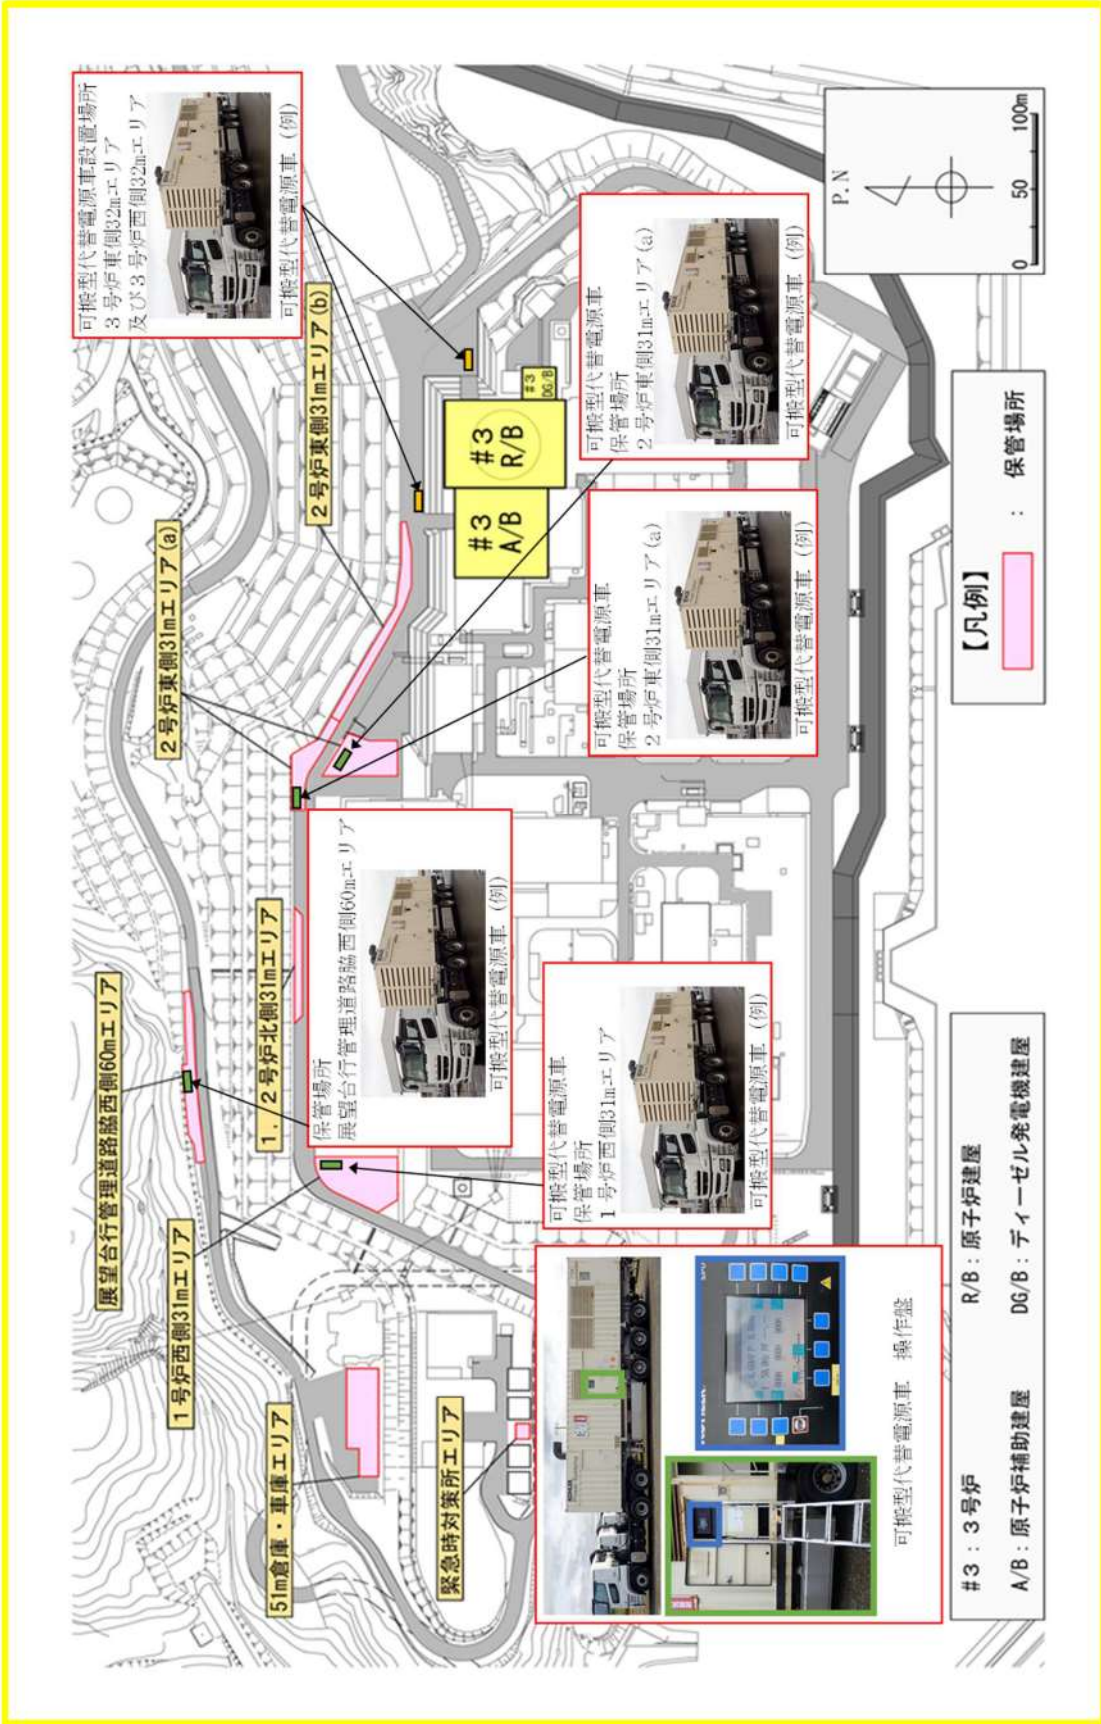 展望台行管理道路脇西側60mエリア
1号炉西側31mエリア
51m倉庫・車庫エリア
緊急時対策所エリア
1,2号炉北側31mエリア
2号炉東側31mエリア(a)
2号炉東側31mエリア(b)
可搬型代替電源車設置場所
3号炉東側32mエリア
及び3号炉西側32mエリア
可搬型代替電源車（例）
保管場所
展望台行管理道路脇西側60mエリア
可搬型代替電源車（例）
可搬型代替電源車
保管場所
1号炉西側31mエリア
可搬型代替電源車（例）
可搬型代替電源車
保管場所
2号炉東側31mエリア(a)
可搬型代替電源車（例）
可搬型代替電源車
保管場所
2号炉東側31mエリア(a)
可搬型代替電源車（例）
#3
A/B
#3
R/B
#3
DG/B
可搬型代替電源車　操作盤
P.N
0 50 100m
【凡例】
： 保管場所
#3：3号炉
R/B：原子炉建屋
A/B：原子炉補助建屋
DG/B：ディーゼル発電機建屋